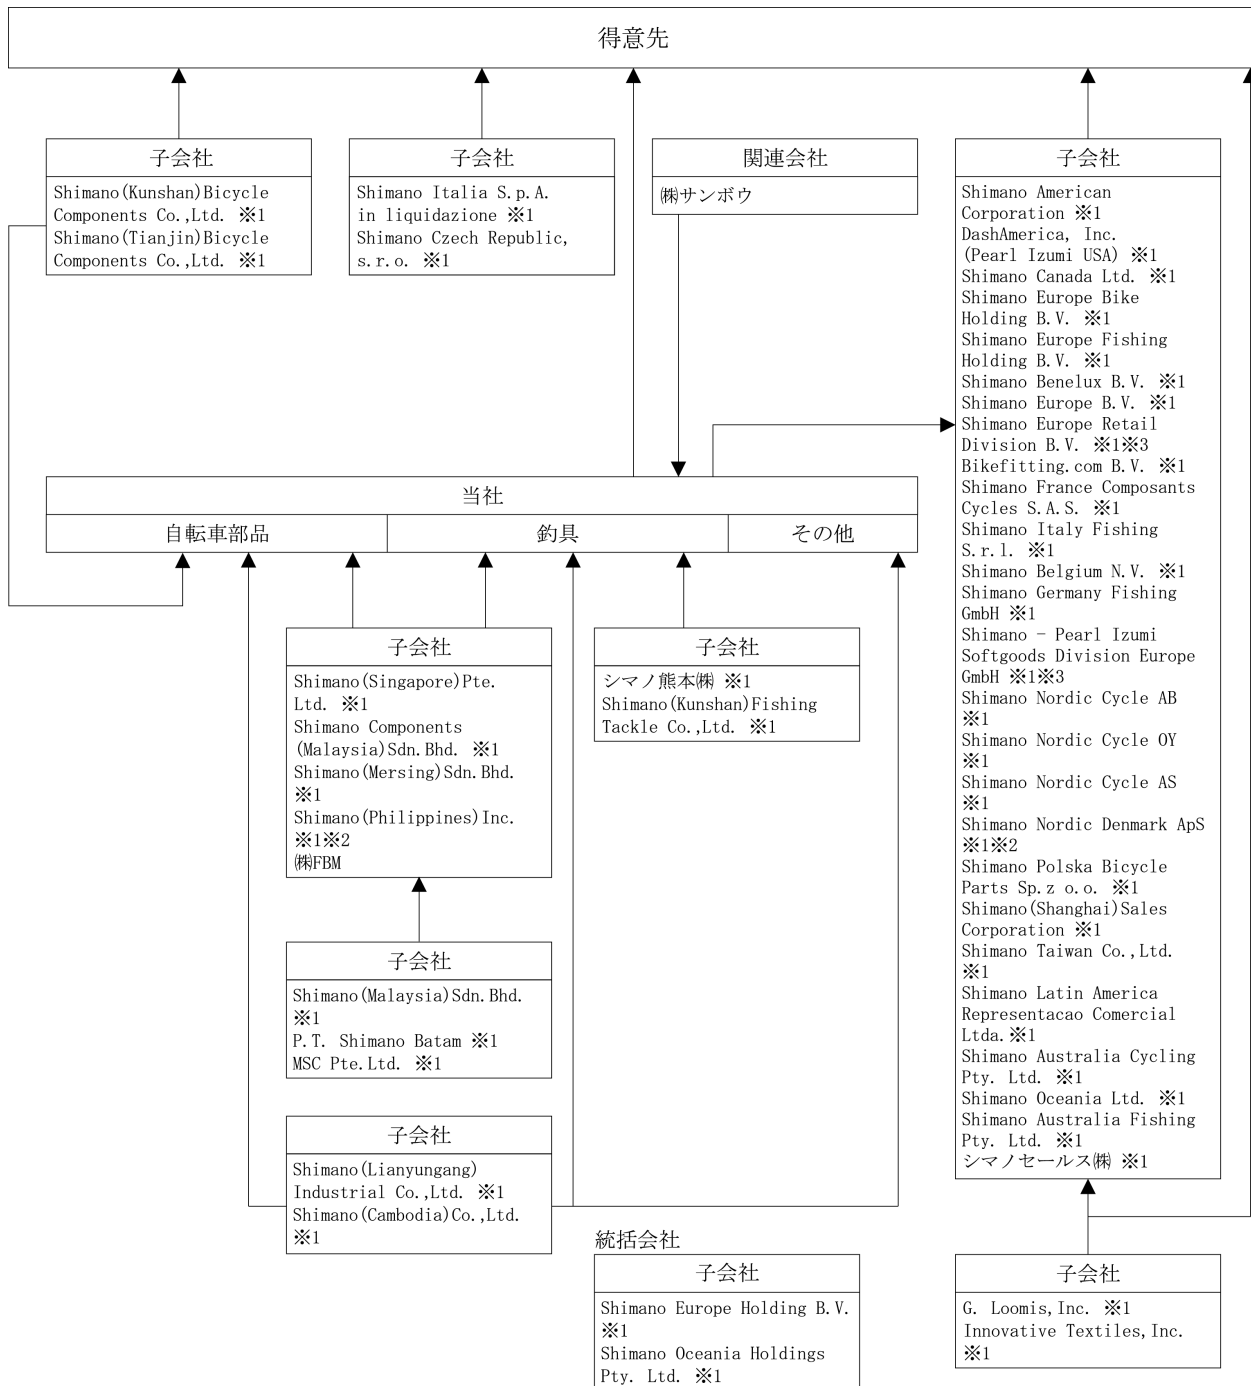 得意先
子会社
Shimano(Kunshan)Bicycle
Components Co.,Ltd. ※1
Shimano(Tianjin)Bicycle
Components Co.,Ltd. ※1
子会社
Shimano Italia S.p.A.
in liquidazione ※1
Shimano Czech Republic,
s.r.o. ※1
関連会社
㈱サンボウ
子会社
Shimano American
Corporation ※1
DashAmerica, Inc.
(Pearl Izumi USA) ※1
Shimano Canada Ltd. ※1
Shimano Europe Bike
Holding B.V. ※1
Shimano Europe Fishing
Holding B.V. ※1
Shimano Benelux B.V. ※1
Shimano Europe B.V. ※1
Shimano Europe Retail
Division B.V. ※1※3
Bikefitting.com B.V. ※1
Shimano France Composants
Cycles S.A.S. ※1
Shimano Italy Fishing
S.r.l. ※1
Shimano Belgium N.V. ※1
Shimano Germany Fishing
GmbH ※1
Shimano - Pearl Izumi
Softgoods Division Europe
GmbH ※1※3
Shimano Nordic Cycle AB
※1
Shimano Nordic Cycle OY
※1
Shimano Nordic Cycle AS
※1
Shimano Nordic Denmark ApS
※1※2
Shimano Polska Bicycle
Parts Sp.z o.o. ※1
Shimano(Shanghai)Sales
Corporation ※1
Shimano Taiwan Co.,Ltd.
※1
Shimano Latin America
Representacao Comercial
Ltda.※1
Shimano Australia Cycling
Pty. Ltd. ※1
Shimano Oceania Ltd. ※1
Shimano Australia Fishing
Pty. Ltd. ※1
シマノセールス㈱ ※1
当社
自転車部品
釣具
その他
子会社
Shimano(Singapore)Pte.
Ltd. ※1
Shimano Components
(Malaysia)Sdn.Bhd. ※1
Shimano(Mersing)Sdn.Bhd.
※1
Shimano(Philippines)Inc.
※1※2
㈱FBM
子会社
シマノ熊本㈱ ※1
Shimano(Kunshan)Fishing
Tackle Co.,Ltd. ※1
子会社
Shimano(Malaysia)Sdn.Bhd.
※1
P.T. Shimano Batam ※1
MSC Pte.Ltd. ※1
子会社
Shimano(Lianyungang)
Industrial Co.,Ltd. ※1
Shimano(Cambodia)Co.,Ltd.
※1
統括会社
子会社
Shimano Europe Holding B.V.
※1
Shimano Oceania Holdings
Pty. Ltd. ※1
子会社
G. Loomis,Inc. ※1
Innovative Textiles,Inc.
※1